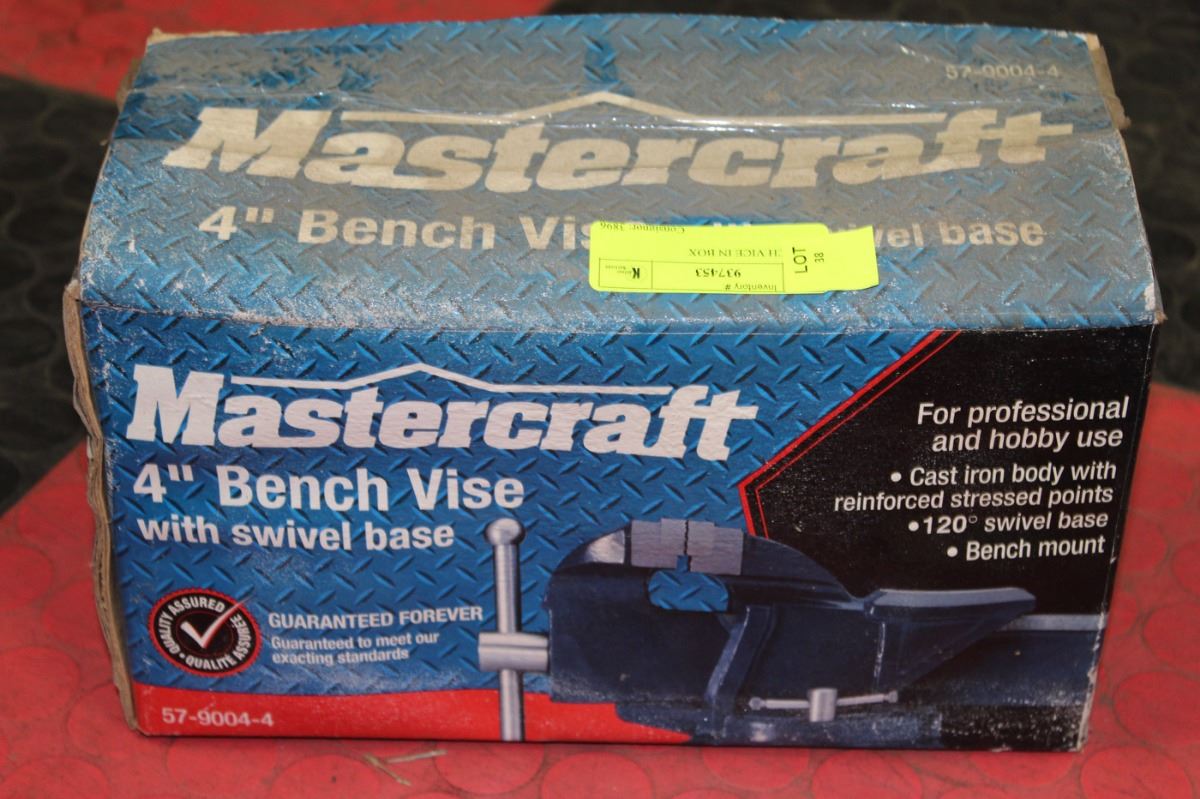 57-9004-4
Mastercraft
4" Bench Vis swivel base
Consignor: 3896
H VICE IN BOX
LOT
38
K
937453
Inventory #
Mastercraft
4" Bench Vise
with swivel base
For professional
and hobby use
• Cast iron body with
reinforced stressed points
• 120° swivel base
• Bench mount
QUALITY ASSURED
• QUALITÉ ASSURÉE
GUARANTEED FOREVER
Guaranteed to meet our
exacting standards
57-9004-4